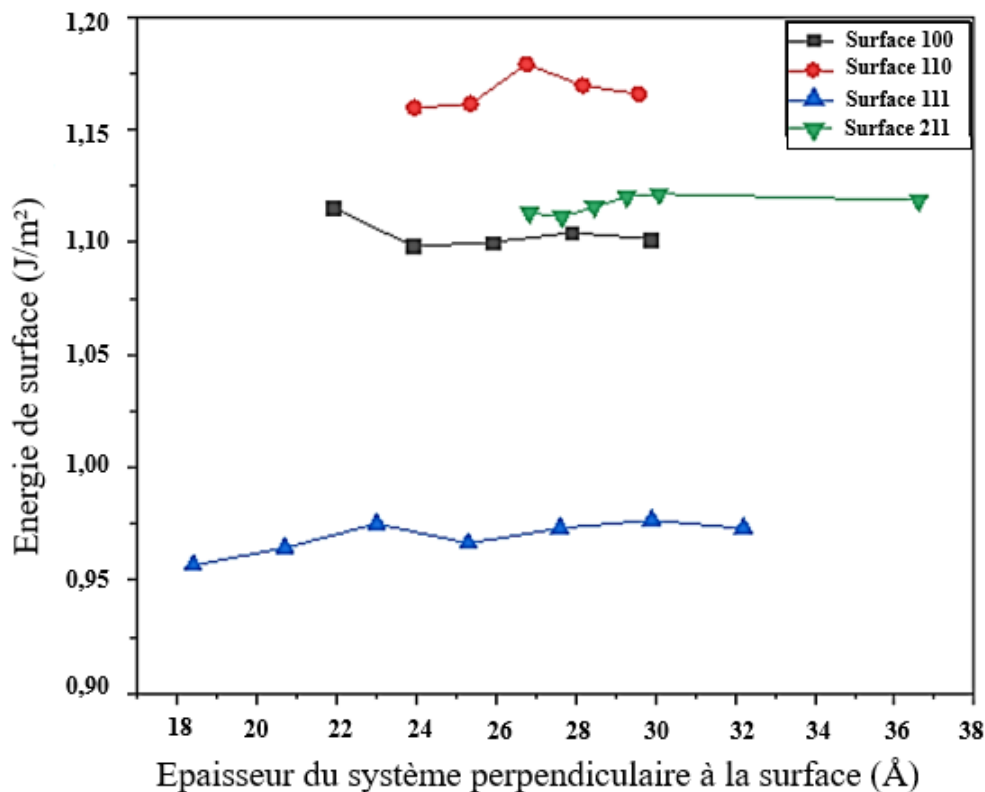 1,20
1,15
1,10
1,05
1,00
0,95
0,90
Energie de surface (J/m²)
Surface 100
Surface 110
Surface 111
Surface 211
18 20 22 24 26 28 30 32 34 36 38
Epaisseur du système perpendiculaire à la surface (Å)